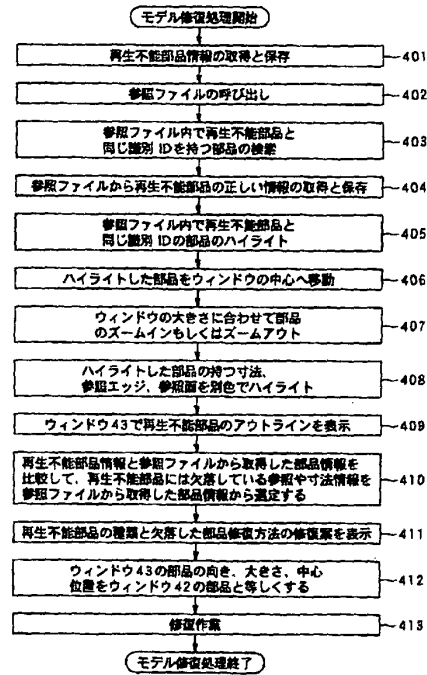 モデル修復処理開始
再生不能部品情報の取得と保存
401
参照ファイルの呼び出し
402
参照ファイル内で再生不能部品と
同じ識別IDを持つ部品の検索
403
参照ファイルから再生不能部品の正しい情報の取得と保存
404
参照ファイル内で再生不能部品と
同じ識別IDの部品のハイライト
405
ハイライトした部品をウィンドウの中心へ移動
406
ウィンドウの大きさに合わせて部品
のズームインもしくはズームアウト
407
ハイライトした部品の持つ寸法、
参照エッジ、参照面を別色でハイライト
408
ウィンドウ43で再生不能部品のアウトラインを表示
409
再生不能部品情報と参照ファイルから取得した部品情報を
比較して、再生不能部品には欠落している参照や寸法情報を
参照ファイルから取得した部品情報から選定する
410
再生不能部品の種類と欠落した部品修復方法の修復案を表示
411
ウィンドウ43の部品の向き、大きさ、中心
位置をウィンドウ42の部品と等しくする
412
修復作業
413
モデル修復処理終了